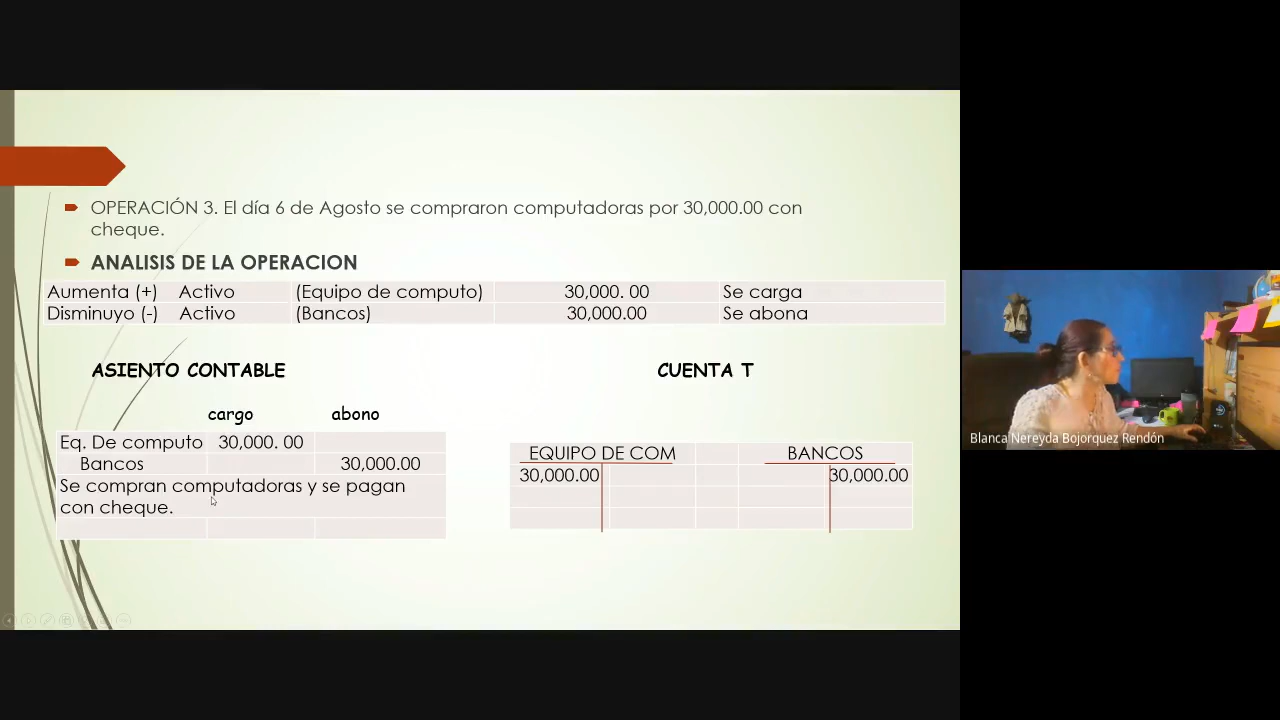 OPERACIÓN 3. El día 6 de Agosto se compraron computadoras por 30,000.00 con
cheque.
ANALISIS DE LA OPERACION
Aumenta (+) Activo (Equipo de computo) 30,000. 00 Se carga
Disminuyo (-) Activo (Bancos) 30,000.00 Se abona
ASIENTO CONTABLE
cargo abono
Eq. De computo 30,000. 00
Bancos 30,000.00
Se compran computadoras y se pagan
con cheque.
CUENTA T
EQUIPO DE COM BANCOS
30,000.00 30,000.00
Blanca Nereyda Bojorquez Rendón